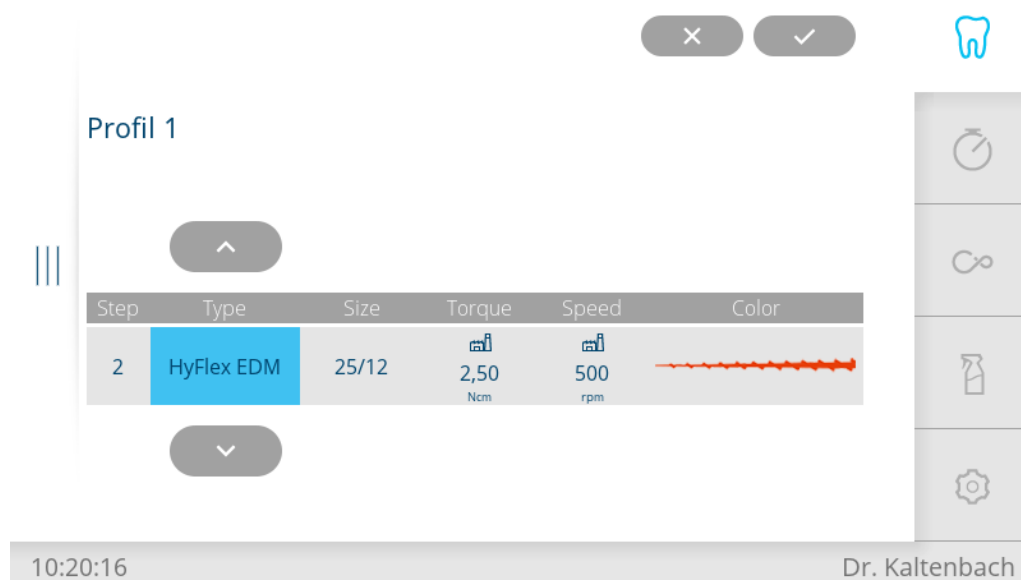 Profil 1
Step Type Size Torque Speed Color
2 HyFlex EDM 25/12 2,50 Ncm 500 rpm
10:20:16 Dr. Kaltenbach